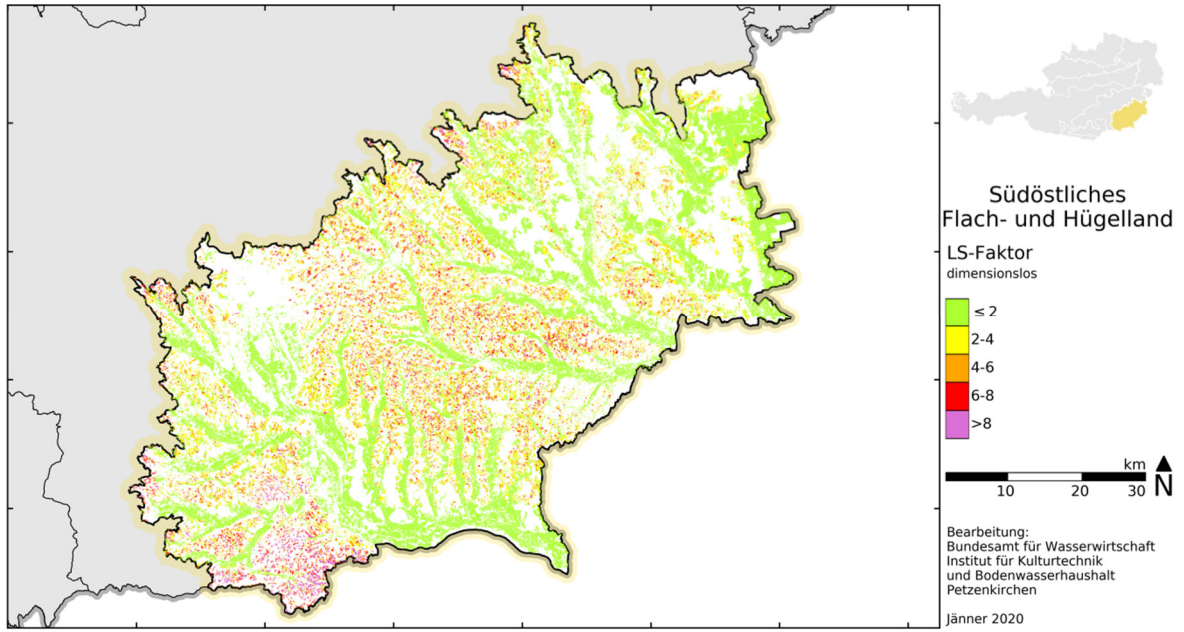 Südöstliches
Flach- und Hügelland
LS-Faktor
dimensionslos
≤ 2
2-4
4-6
6-8
>8
km
10 20 30
N
Bearbeitung:
Bundesamt für Wasserwirtschaft
Institut für Kulturtechnik
und Bodenwasserhaushalt
Petzenkirchen
Jänner 2020